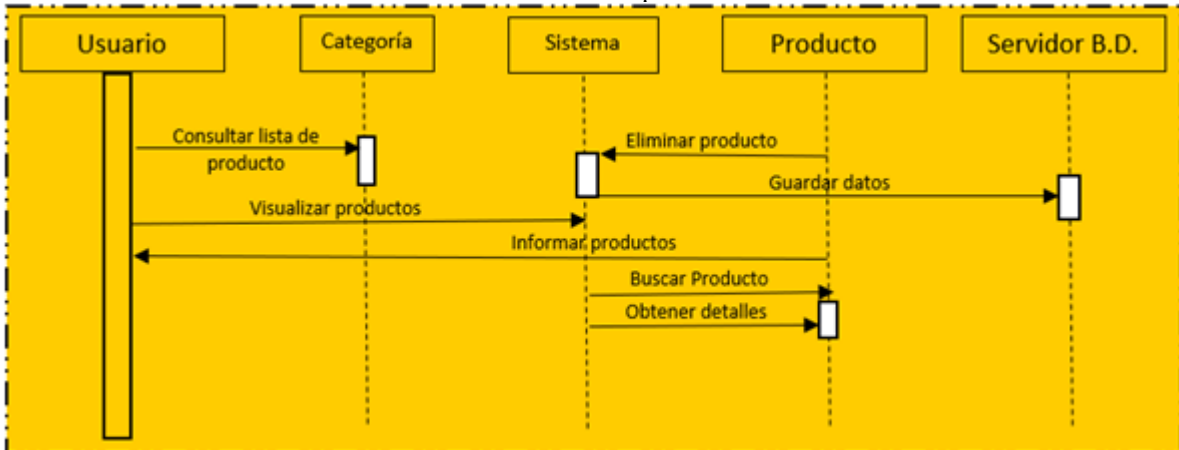 Usuario
Categoría
Sistema
Producto
Servidor B.D.
Consultar lista de
producto
Eliminar producto
Guardar datos
Visualizar productos
Informar productos
Buscar Producto
Obtener detalles